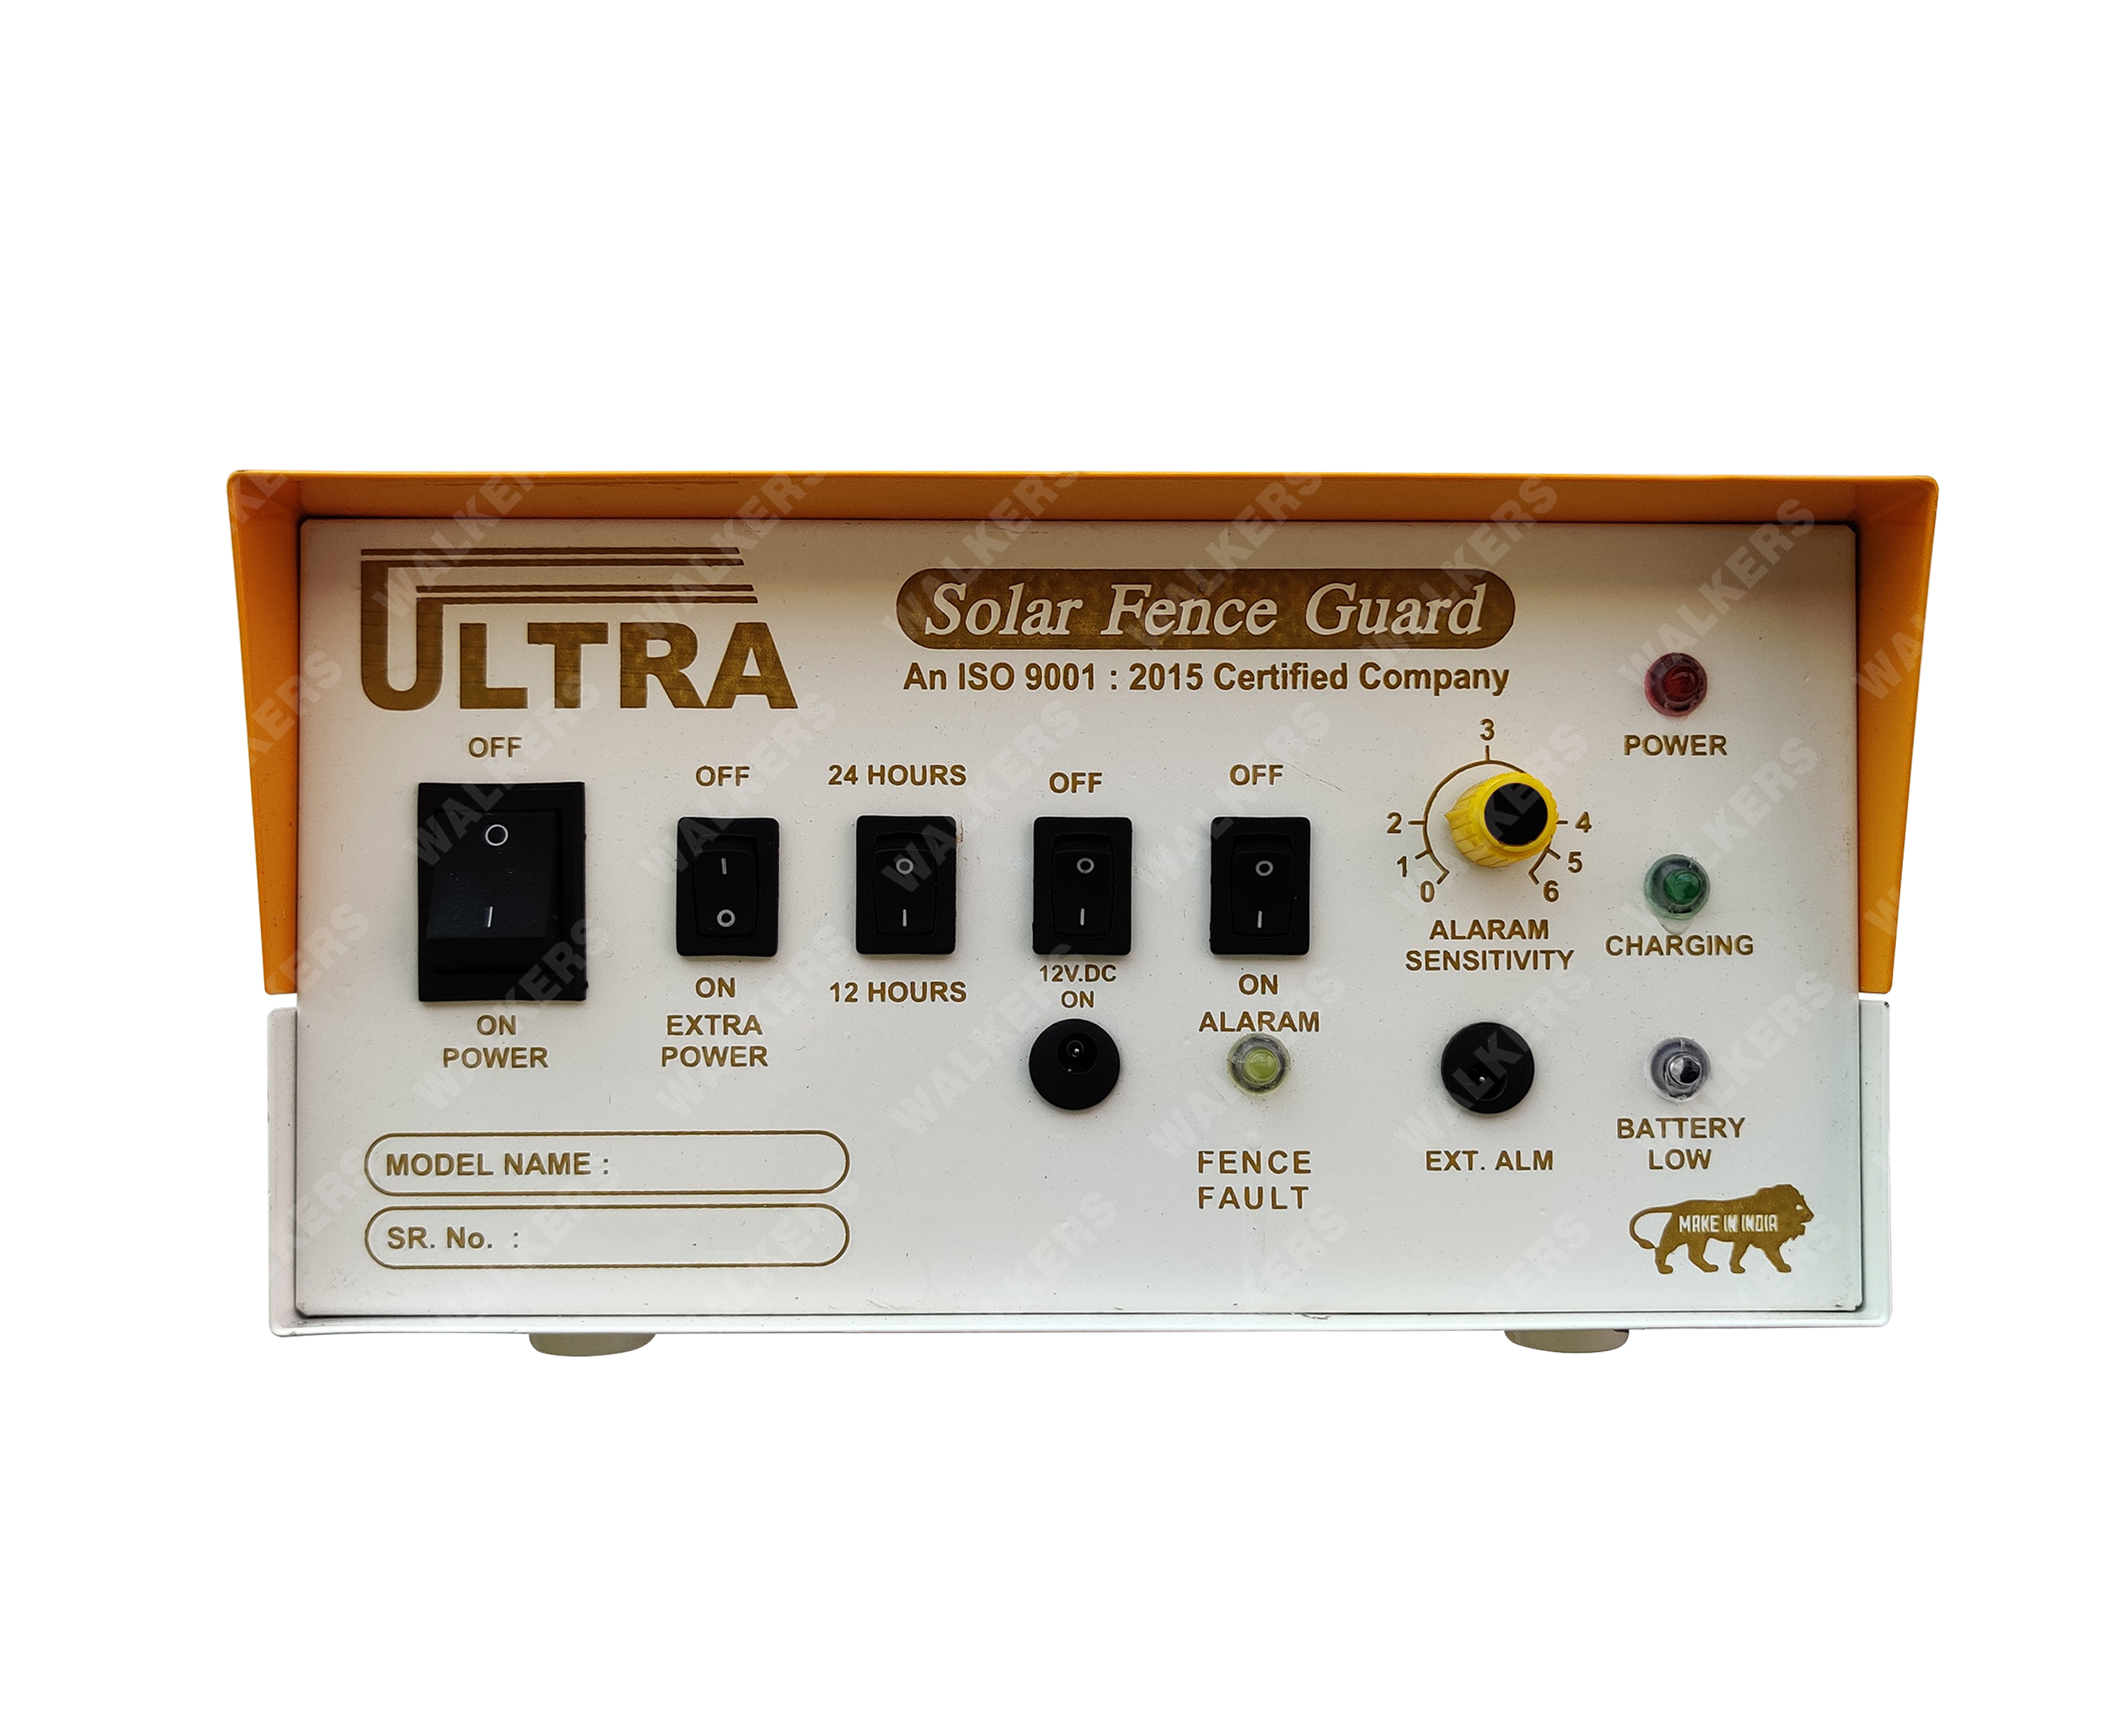 ULTRA
Solar Fence Guard
An ISO 9001 : 2015 Certified Company
OFF
ON
POWER
OFF
ON
EXTRA
POWER
24 HOURS
12 HOURS
OFF
12V.DC
ON
OFF
ON
ALARAM
FENCE
FAULT
3
2
4
1
5
0
6
ALARAM
SENSITIVITY
EXT. ALM
POWER
CHARGING
BATTERY
LOW
MODEL NAME :
SR. No. :
MAKE IN INDIA
WALKERS